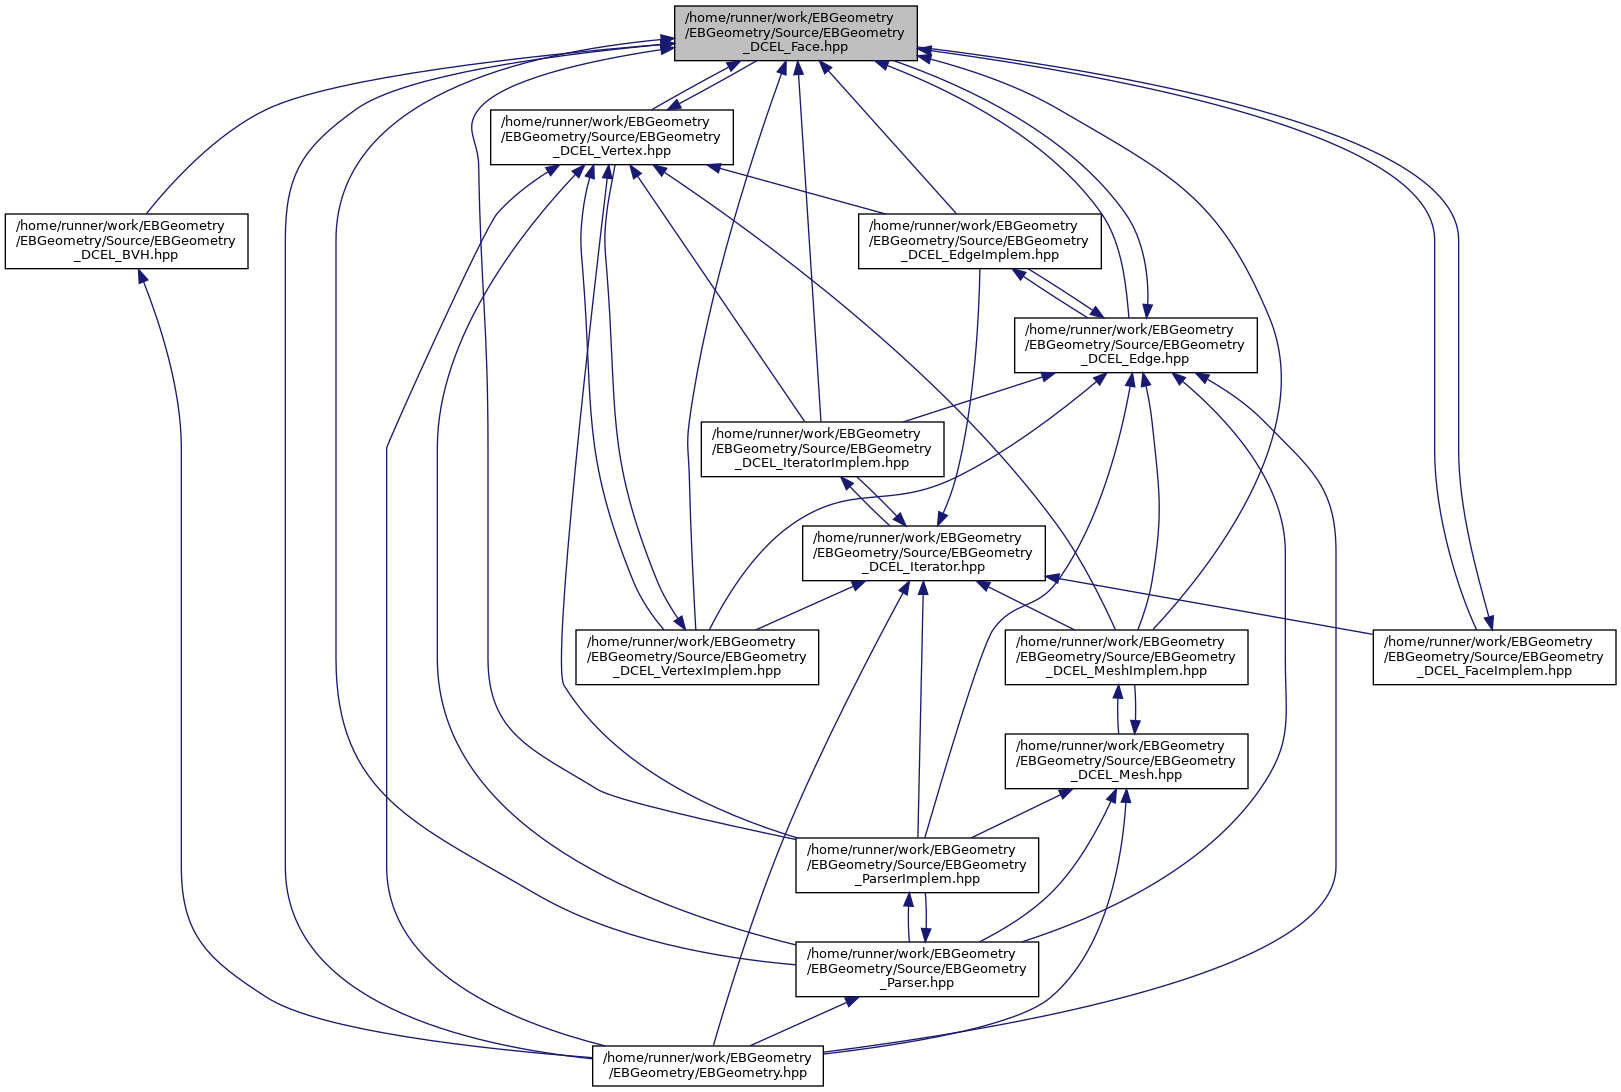 /home/runner/work/EBGeometry
/EBGeometry/Source/EBGeometry
_DCEL_Face.hpp
/home/runner/work/EBGeometry
/EBGeometry/Source/EBGeometry
_DCEL_Vertex.hpp
/home/runner/work/EBGeometry
/EBGeometry/Source/EBGeometry
_DCEL_BVH.hpp
/home/runner/work/EBGeometry
/EBGeometry/Source/EBGeometry
_DCEL_EdgeImplem.hpp
/home/runner/work/EBGeometry
/EBGeometry/Source/EBGeometry
_DCEL_Edge.hpp
/home/runner/work/EBGeometry
/EBGeometry/Source/EBGeometry
_DCEL_IteratorImplem.hpp
/home/runner/work/EBGeometry
/EBGeometry/Source/EBGeometry
_DCEL_Iterator.hpp
/home/runner/work/EBGeometry
/EBGeometry/Source/EBGeometry
_DCEL_VertexImplem.hpp
/home/runner/work/EBGeometry
/EBGeometry/Source/EBGeometry
_DCEL_MeshImplem.hpp
/home/runner/work/EBGeometry
/EBGeometry/Source/EBGeometry
_DCEL_FaceImplem.hpp
/home/runner/work/EBGeometry
/EBGeometry/Source/EBGeometry
_DCEL_Mesh.hpp
/home/runner/work/EBGeometry
/EBGeometry/Source/EBGeometry
_ParserImplem.hpp
/home/runner/work/EBGeometry
/EBGeometry/Source/EBGeometry
_Parser.hpp
/home/runner/work/EBGeometry
/EBGeometry/EBGeometry.hpp